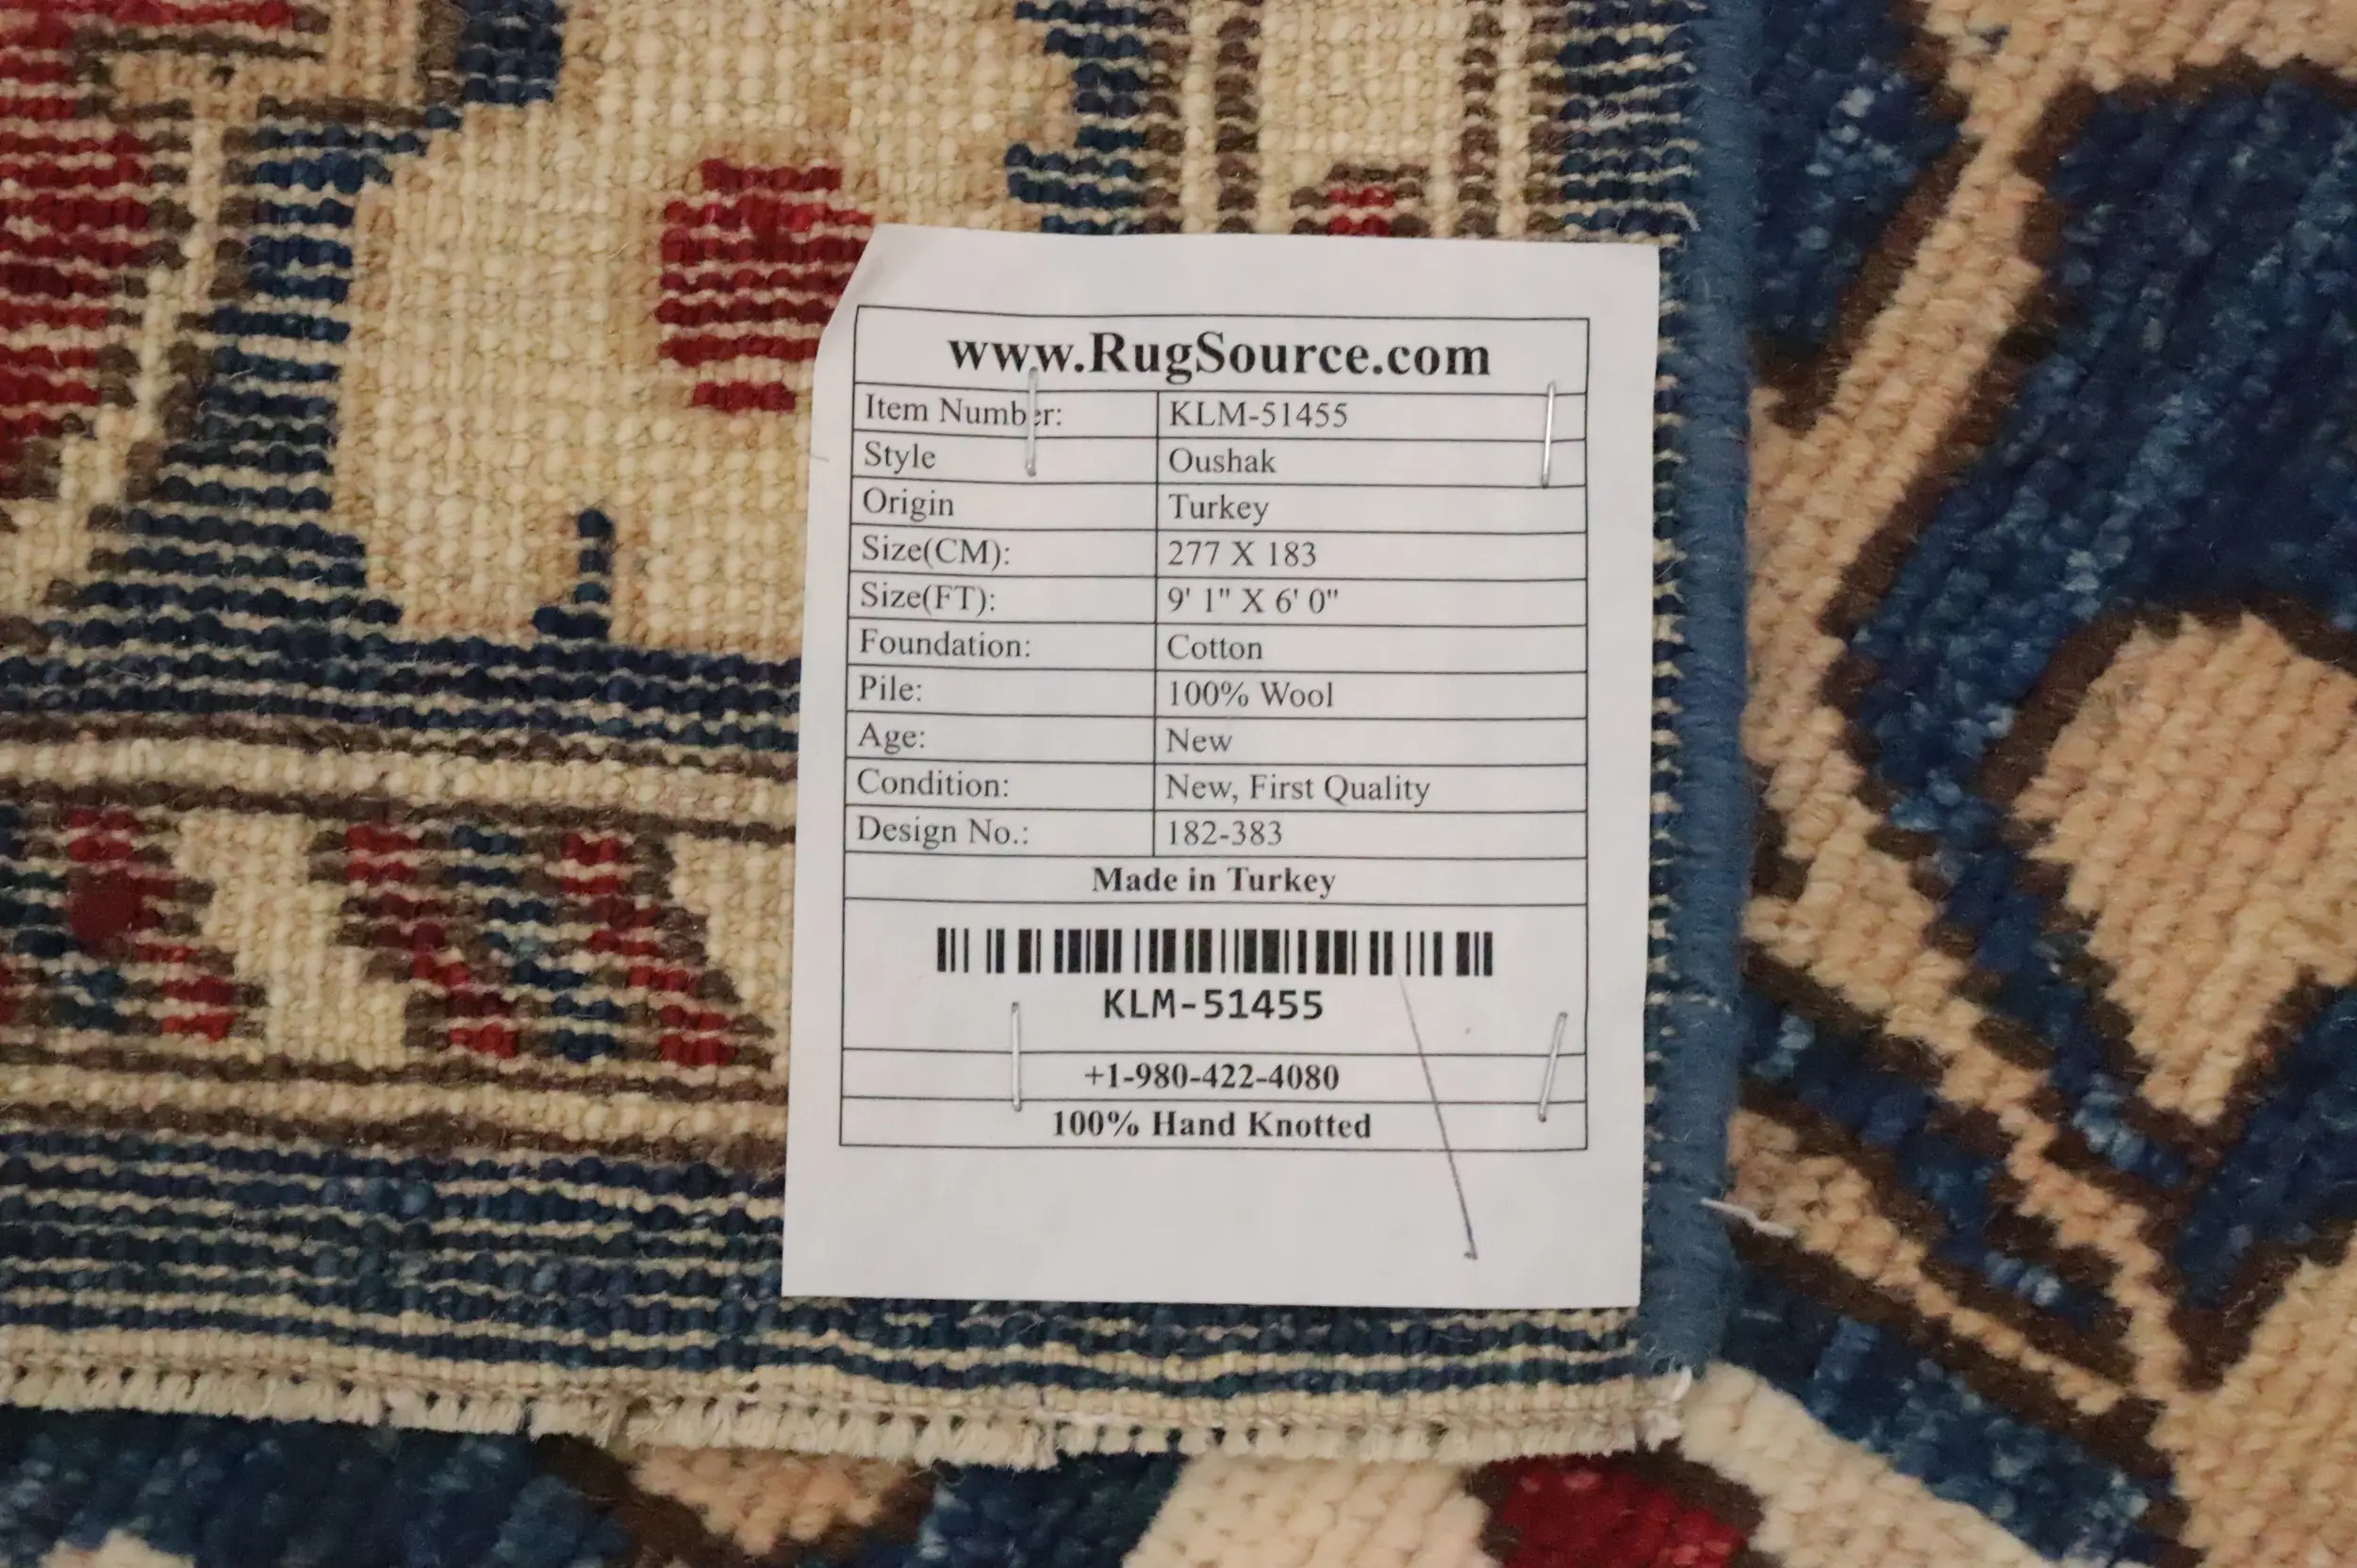 www.RugSource.com
Item Number: KLM-51455
Style Oushak
Origin Turkey
Size(CM): 277 X 183
Size(FT): 9' 1" X 6' 0"
Foundation: Cotton
Pile: 100% Wool
Age: New
Condition: New, First Quality
Design No.: 182-383
Made in Turkey
KLM-51455
+1-980-422-4080
100% Hand Knotted